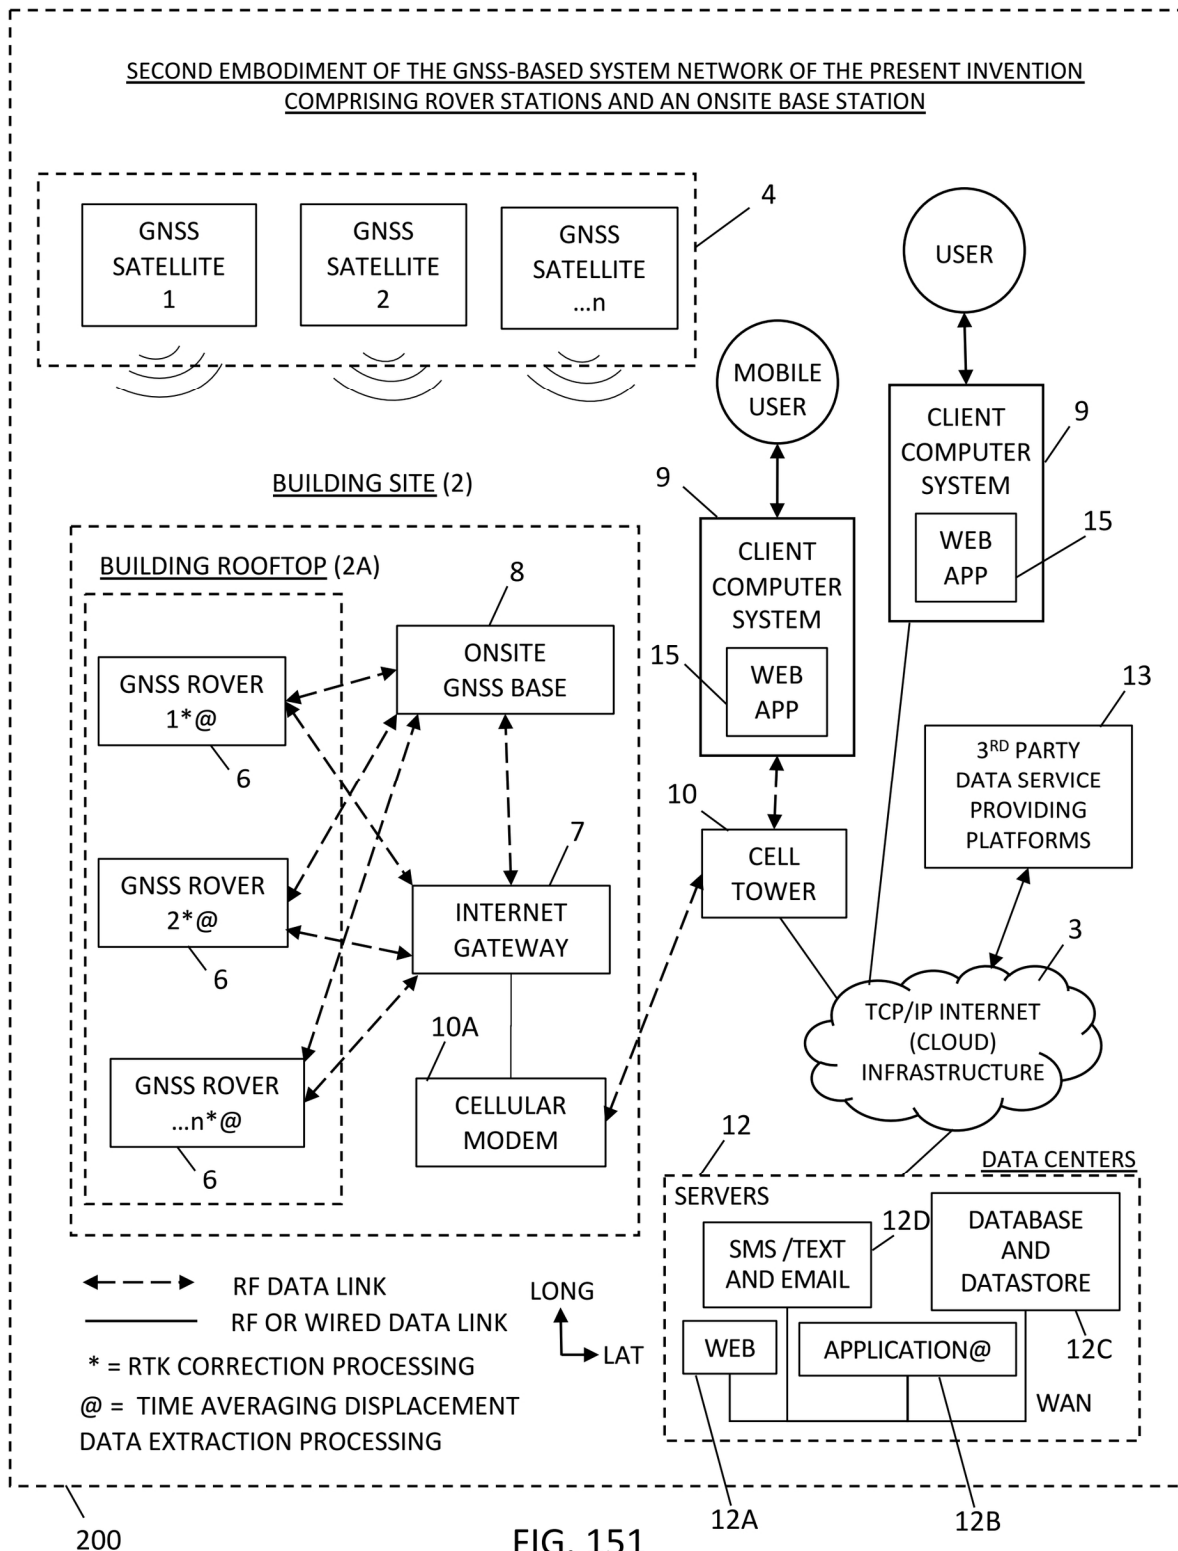 SECOND EMBODIMENT OF THE GNSS-BASED SYSTEM NETWORK OF THE PRESENT INVENTION
COMPRISING ROVER STATIONS AND AN ONSITE BASE STATION
4
GNSS
SATELLITE
1
GNSS
SATELLITE
2
GNSS
SATELLITE
...n
USER
MOBILE
USER
9
CLIENT
COMPUTER
SYSTEM
WEB
APP
15
9
CLIENT
COMPUTER
SYSTEM
15
WEB
APP
BUILDING SITE (2)
BUILDING ROOFTOP (2A)
8
ONSITE
GNSS BASE
GNSS ROVER
1*@
6
GNSS ROVER
2*@
6
GNSS ROVER
...n*@
6
7
INTERNET
GATEWAY
10A
CELLULAR
MODEM
10
CELL
TOWER
13
3RD PARTY
DATA SERVICE
PROVIDING
PLATFORMS
3
TCP/IP INTERNET
(CLOUD)
INFRASTRUCTURE
12
DATA CENTERS
SERVERS
SMS /TEXT
AND EMAIL
12D
DATABASE
AND
DATASTORE
12C
WEB
APPLICATION@
WAN
12A
12B
RF DATA LINK
RF OR WIRED DATA LINK
* = RTK CORRECTION PROCESSING
@ = TIME AVERAGING DISPLACEMENT
DATA EXTRACTION PROCESSING
LONG
LAT
200
FIG. 151